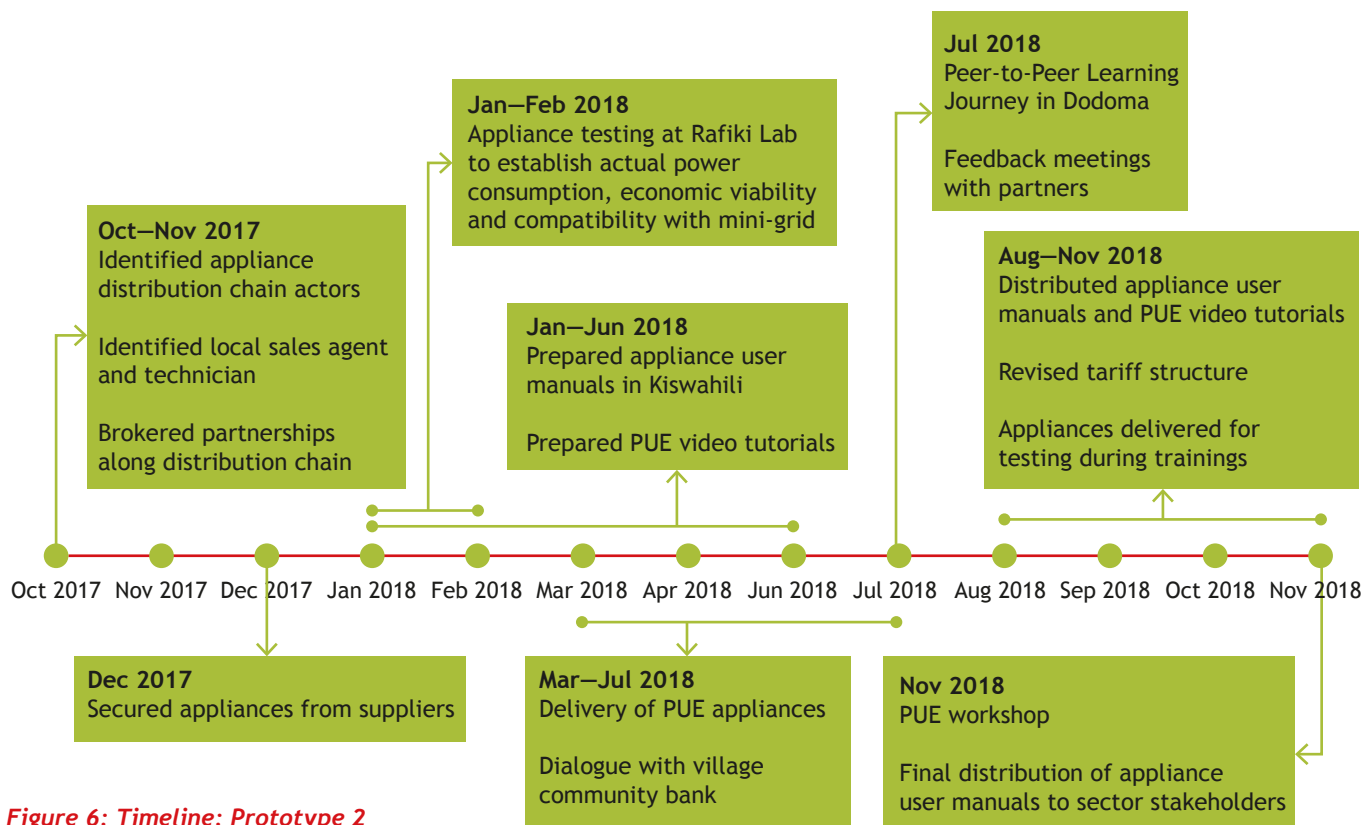 Jul 2018
Peer-to-Peer Learning
Journey in Dodoma
Feedback meetings
with partners
Jan—Feb 2018
Appliance testing at Rafiki Lab
to establish actual power
consumption, economic viability
and compatibility with mini-grid
Oct—Nov 2017
Identified appliance
distribution chain actors
Identified local sales agent
and technician
Brokered partnerships
along distribution chain
Jan—Jun 2018
Prepared appliance user
manuals in Kiswahili
Prepared PUE video tutorials
Aug—Nov 2018
Distributed appliance user
manuals and PUE video tutorials
Revised tariff structure
Appliances delivered for
testing during trainings
Oct 2017 Nov 2017 Dec 2017 Jan 2018 Feb 2018 Mar 2018 Apr 2018 Jun 2018 Jul 2018 Aug 2018 Sep 2018 Oct 2018 Nov 2018
Dec 2017
Secured appliances from suppliers
Mar—Jul 2018
Delivery of PUE appliances
Dialogue with village
community bank
Nov 2018
PUE workshop
Final distribution of appliance
user manuals to sector stakeholders
Figure 6: Timeline: Prototype 2